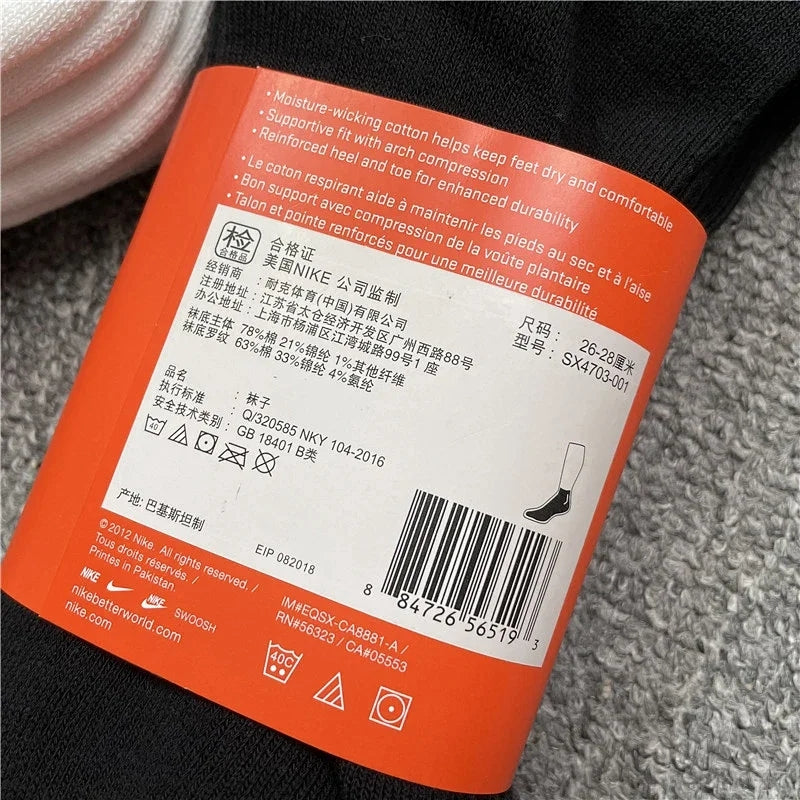 • Moisture-wicking cotton helps keep feet dry and comfortable
• Supportive fit with arch compression
• Reinforced heel and toe for enhanced durability
• Le coton respirant aide à maintenir les pieds au sec et à l'aise
• Bon support avec compression de la voûte plantaire
• Talon et pointe renforcés pour une meilleure durabilité
检
合格品
合格证
美国NIKE 公司监制
经销商 : 耐克体育(中国)有限公司
注册地址: 江苏省太仓经济开发区广州西路88号
办公地址: 上海市杨浦区江湾城路99号1 座
袜底主体 78%棉 21%锦纶 1%其他纤维
袜底罗纹 63%棉 33%锦纶 4%氨纶
尺码: 26-28厘米
型号: SX4703-001
品名 : 袜子
执行标准 : Q/320585 NKY 104-2016
安全技术类别: GB 18401 B类
40
产地: 巴基斯坦制
EIP 082018
8 84726 56519 3
© 2012 Nike. All rights reserved. /
Tous droits réservés. /
Printed in Pakistan
NIKE NIKE SWOOSH
nikebetterworld.com
nike.com
IM#EQSX-CA8881-A /
RN#56323 / CA#05553
40C